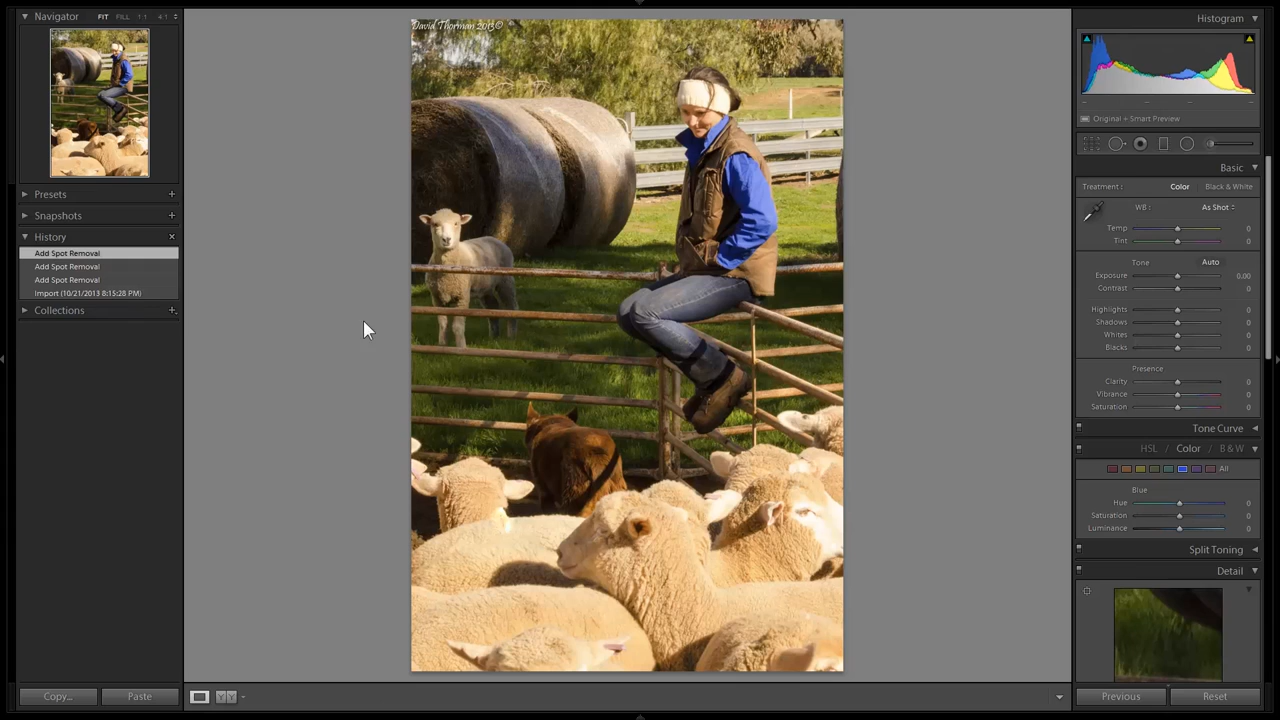 Navigator
FIT FILL 1:1 4:1
David Thorman 2013©
Presets
Snapshots
History
Add Spot Removal
Add Spot Removal
Add Spot Removal
Import (10/21/2013 8:15:28 PM)
Collections
Copy...
Paste
Histogram
Original + Smart Preview
Basic
Treatment : Color Black & White
WB : As Shot
Temp 0
Tint 0
Tone Auto
Exposure 0.00
Contrast 0
Highlights 0
Shadows 0
Whites 0
Blacks 0
Presence
Clarity 0
Vibrance 0
Saturation 0
Tone Curve
HSL / Color / B & W
All
Blue
Hue 0
Saturation 0
Luminance 0
Split Toning
Detail
Previous
Reset